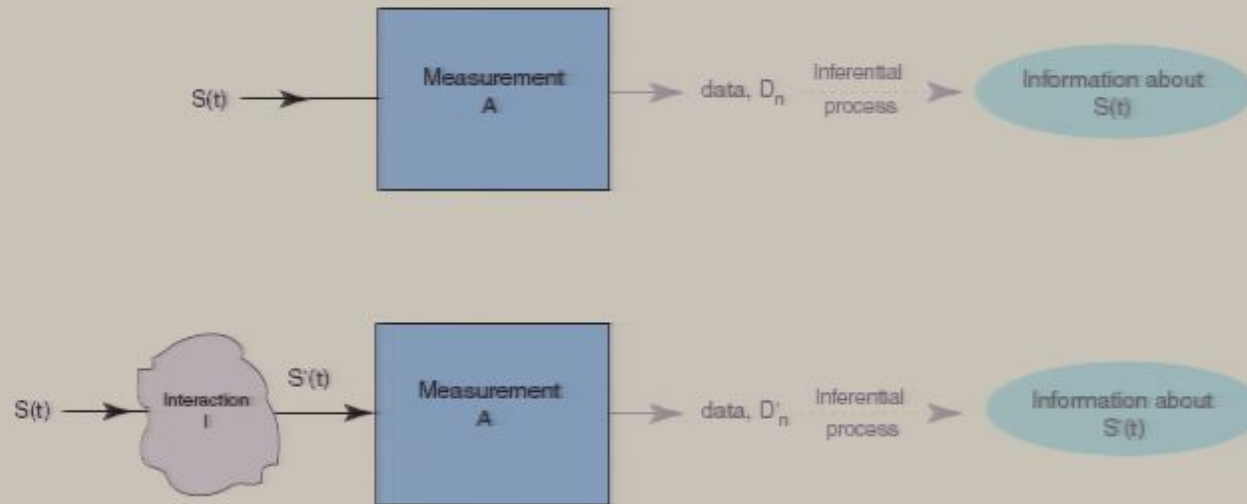 S(t)
Measurement
A
data, Dn
Inferential
process
Information about
S(t)
S(t)
Interaction
I
S'(t)
Measurement
A
data, D'n
Inferential
process
Information about
S'(t)